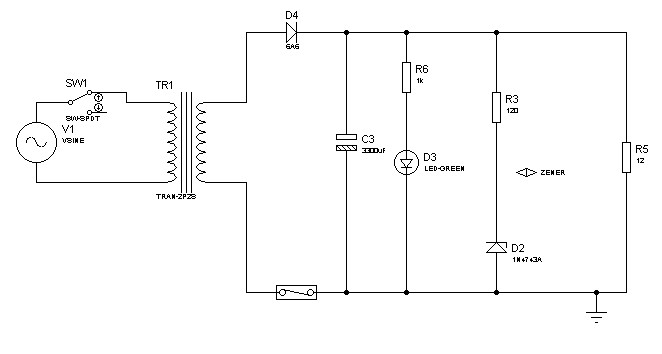 D4
6A6
SW1
SW-SPDT
V1
VSINE
TR1
TRAN-2P2S
C3
3300uF
R6
1k
D3
LED-GREEN
R3
120
ZENER
D2
1N4743A
R5
12